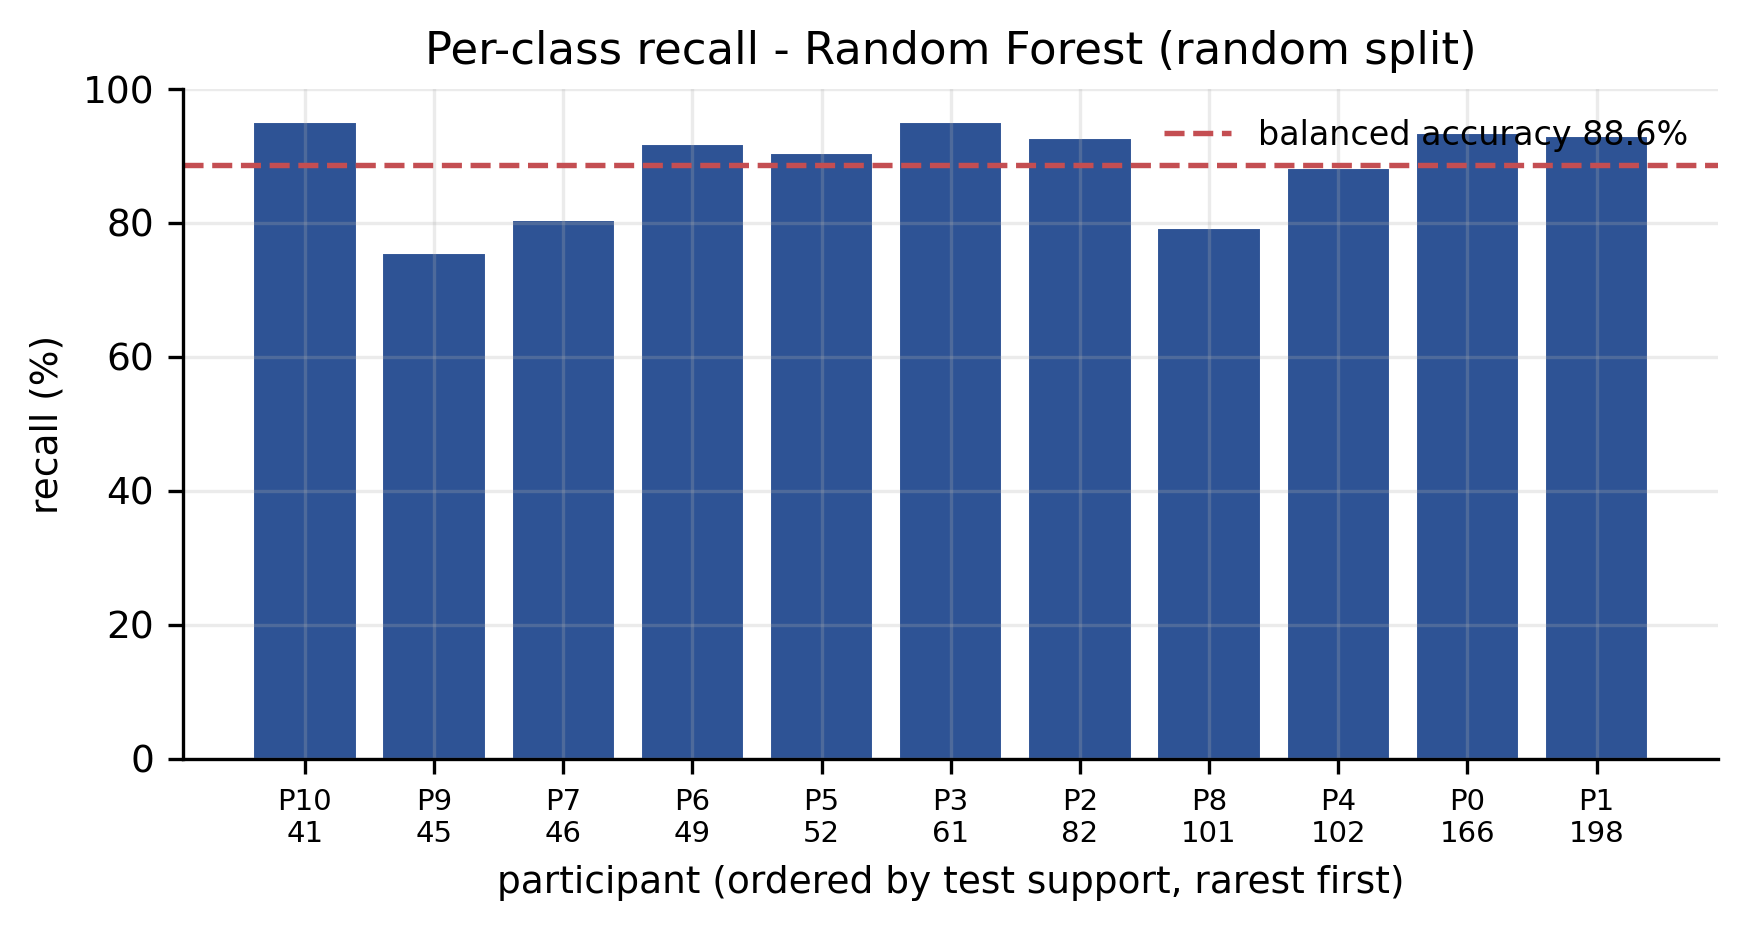 Per-class recall - Random Forest (random split)
balanced accuracy 88.6%
recall (%)
100
80
60
40
20
0
P10 P9 P7 P6 P5 P3 P2 P8 P4 P0 P1
41 45 46 49 52 61 82 101 102 166 198
participant (ordered by test support, rarest first)